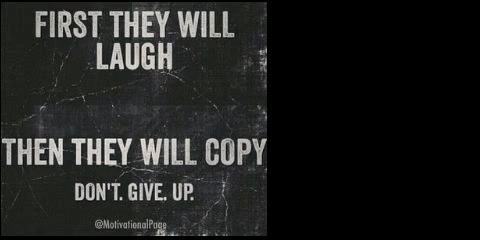 FIRST THEY WILL
LAUGH
THEN THEY WILL COPY
DON'T. GIVE. UP.
@MotivationalPage